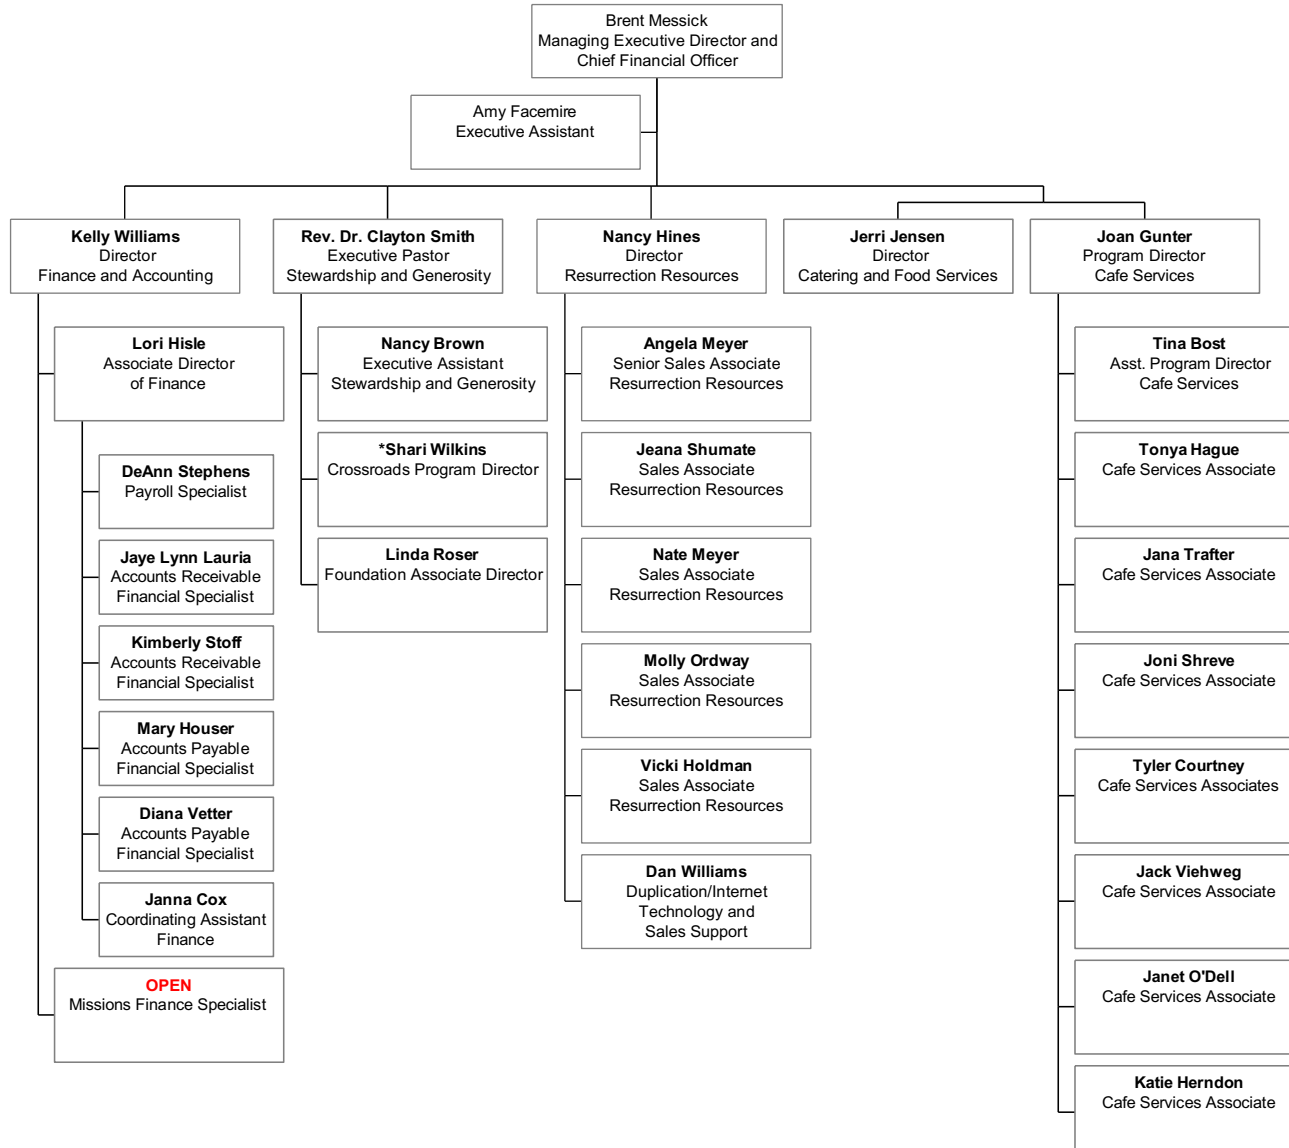 Brent Messick
Managing Executive Director and
Chief Financial Officer
Amy Facemire
Executive Assistant
Kelly Williams
Director
Finance and Accounting
Rev. Dr. Clayton Smith
Executive Pastor
Stewardship and Generosity
Nancy Hines
Director
Resurrection Resources
Jerri Jensen
Director
Catering and Food Services
Joan Gunter
Program Director
Cafe Services
Lori Hisle
Associate Director
of Finance
DeAnn Stephens
Payroll Specialist
Jaye Lynn Lauria
Accounts Receivable
Financial Specialist
Kimberly Stoff
Accounts Receivable
Financial Specialist
Mary Houser
Accounts Payable
Financial Specialist
Diana Vetter
Accounts Payable
Financial Specialist
Janna Cox
Coordinating Assistant
Finance
OPEN
Missions Finance Specialist
Nancy Brown
Executive Assistant
Stewardship and Generosity
*Shari Wilkins
Crossroads Program Director
Linda Roser
Foundation Associate Director
Angela Meyer
Senior Sales Associate
Resurrection Resources
Jeana Shumate
Sales Associate
Resurrection Resources
Nate Meyer
Sales Associate
Resurrection Resources
Molly Ordway
Sales Associate
Resurrection Resources
Vicki Holdman
Sales Associate
Resurrection Resources
Dan Williams
Duplication/Internet
Technology and
Sales Support
Tina Bost
Asst. Program Director
Cafe Services
Tonya Hague
Cafe Services Associate
Jana Trafter
Cafe Services Associate
Joni Shreve
Cafe Services Associate
Tyler Courtney
Cafe Services Associates
Jack Viehweg
Cafe Services Associate
Janet O'Dell
Cafe Services Associate
Katie Herndon
Cafe Services Associate